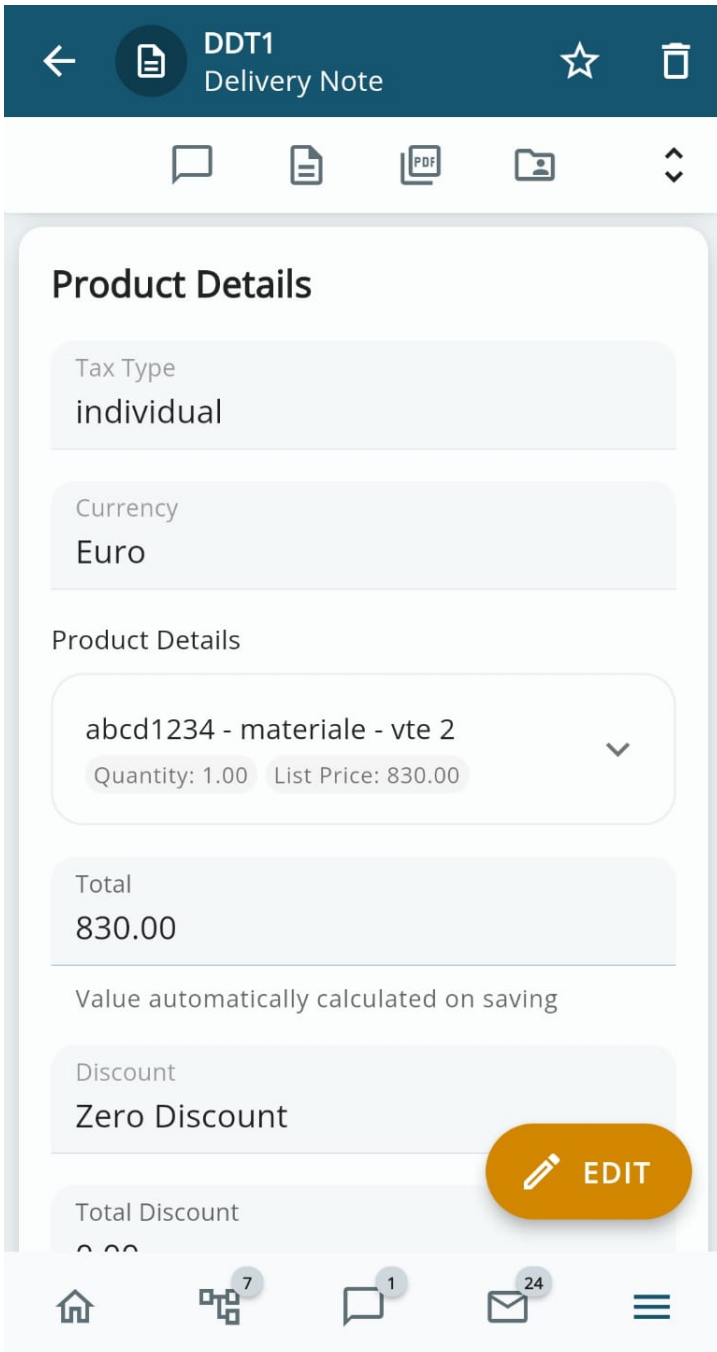 DDT1
Delivery Note
PDF
Product Details
Tax Type
individual
Currency
Euro
Product Details
abcd1234 - materiale - vte 2
Quantity: 1.00 List Price: 830.00
Total
830.00
Value automatically calculated on saving
Discount
Zero Discount
EDIT
Total Discount
7
1
24